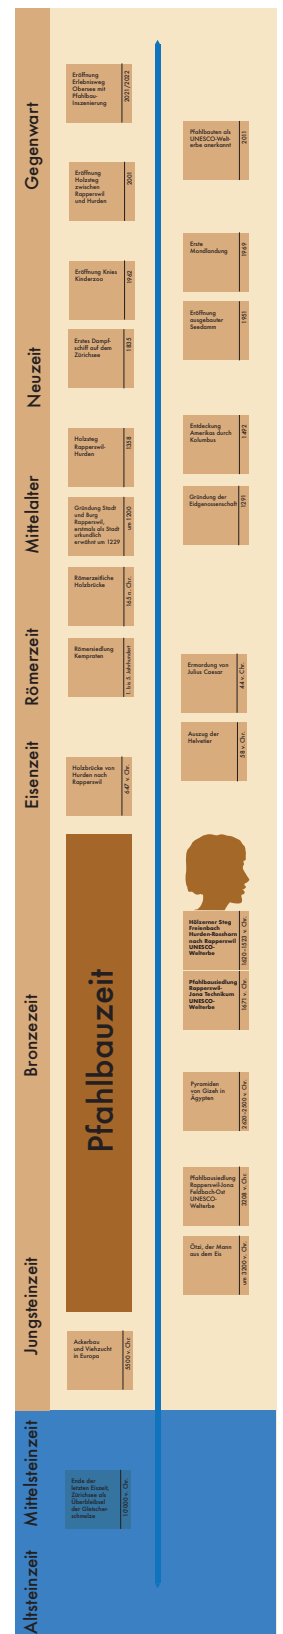 Gegenwart
Eröffnung
Erlebnisweg
Obersee mit
Pfahlbau-
Inszenierung
2021/2022
Pfahlbauten als
UNESCO-Welt-
erbe anerkannt
2011
Eröffnung
Holzsteg
zwischen
Rapperswil
und Hurden
2001
Erste
Mondlandung
1969
Eröffnung Knies
Kinderzoo
1962
Eröffnung
ausgebauter
Seedamm
1951
Neuzeit
Erstes Dampf-
schiff auf dem
Zürichsee
1835
Entdeckung
Amerikas durch
Kolumbus
1492
Mittelalter
Holzsteg
Rapperswil-
Hurden
1358
Gründung der
Eidgenossenschaft
1291
Gründung Stadt
und Burg
Rapperswil,
erstmals als Stadt
urkundlich
erwähnt um 1229
um 1200
Römerzeit
Römerzeitliche
Holzbrücke
165 n. Chr.
Römersiedlung
Kempraten
1. bis 5. Jahrhundert
Ermordung von
Julius Caesar
44 v. Chr.
Auszug der
Helvetier
58 v. Chr.
Eisenzeit
Holzbrücke von
Hurden nach
Rapperswil
647 v. Chr.
Bronzezeit
Pfahlbauzeit
Hölzerner Steg
Freienbach
Hurden-Rosshorn
nach Rapperswil
UNESCO-
Welterbe
1620-1523 v. Chr.
Pfahlbausiedlung
Rapperswil-
Jona Technikum
UNESCO-
Welterbe
1671 v. Chr.
Pyramiden
von Gizeh in
Ägypten
2620-2500 v. Chr.
Pfahlbausiedlung
Rapperswil-Jona
Feldbach-Ost
UNESCO-
Welterbe
3208 v. Chr.
Ötzi, der Mann
aus dem Eis
um 3200 v. Chr.
Jungsteinzeit
Ackerbau
und Viehzucht
in Europa
5500 v. Chr.
Mittelsteinzeit
Ende der
letzten Eiszeit,
Zürichsee als
Überbleibsel
der Gletscher
schmelze
10'000 v. Chr.
Altsteinzeit